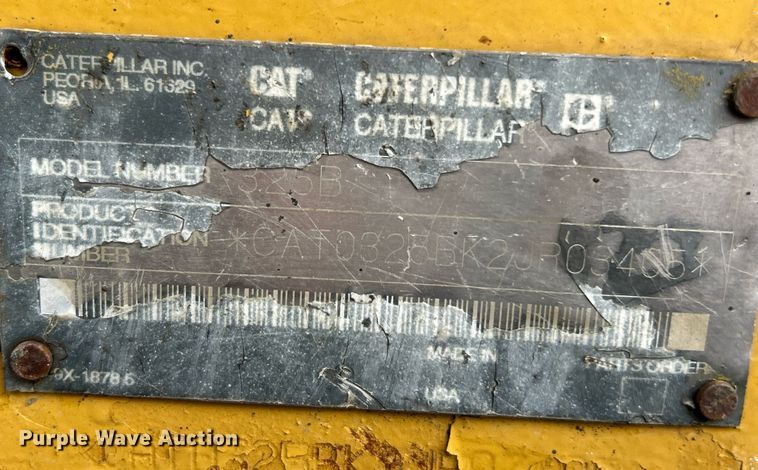 CATERPILLAR INC.
PEORIA, IL. 61629
USA
CAT
CATERPILLAR
CAT
CATERPILLAR
MODEL NUMBER
325B
PRODUCT
IDENTIFICATION
NUMBER
MADE IN
USA
PARTS ORDER
Purple Wave Auction